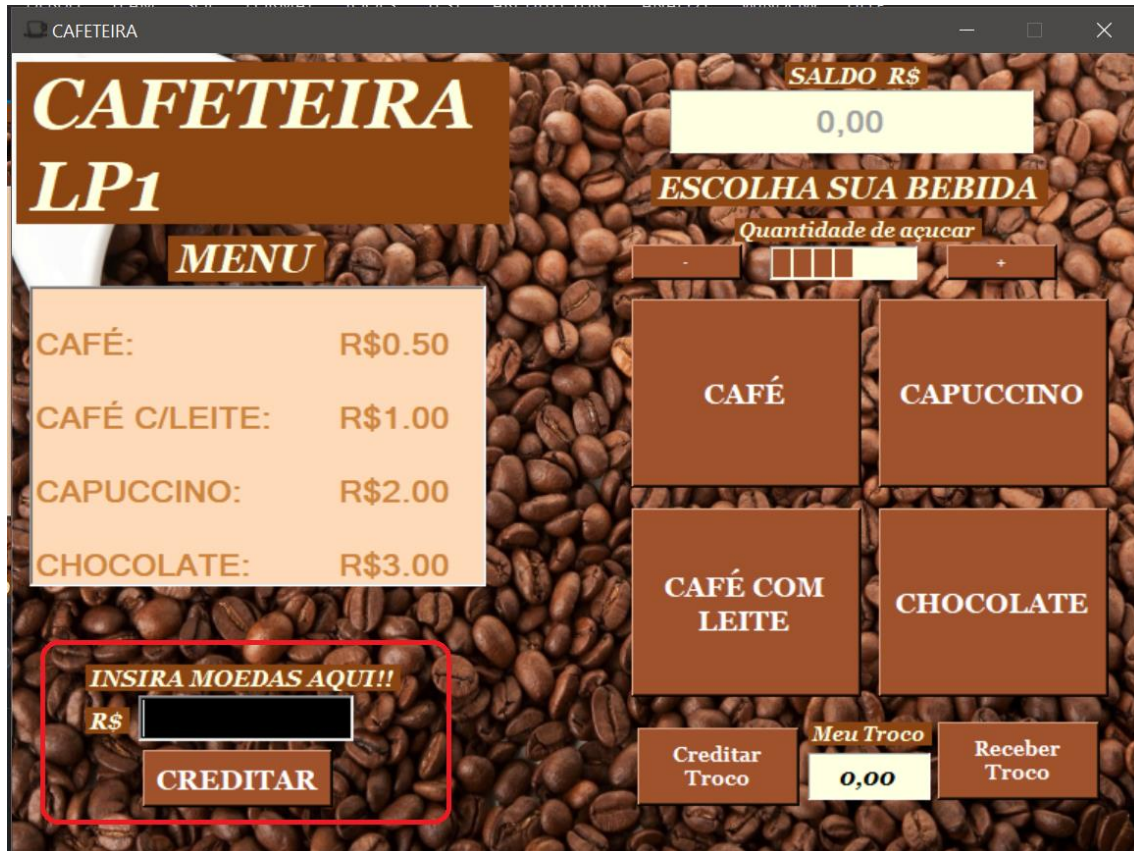 CAFETEIRA
CAFETEIRA
LP1
MENU
CAFÉ: R$0.50
CAFÉ C/LEITE: R$1.00
CAPUCCINO: R$2.00
CHOCOLATE: R$3.00
INSIRA MOEDAS AQUI!!
R$
CREDITAR
SALDO R$
0,00
ESCOLHA SUA BEBIDA
Quantidade de açucar
- +
CAFÉ
CAPUCCINO
CAFÉ COM
LEITE
CHOCOLATE
Creditar
Troco
Meu Troco
0,00
Receber
Troco